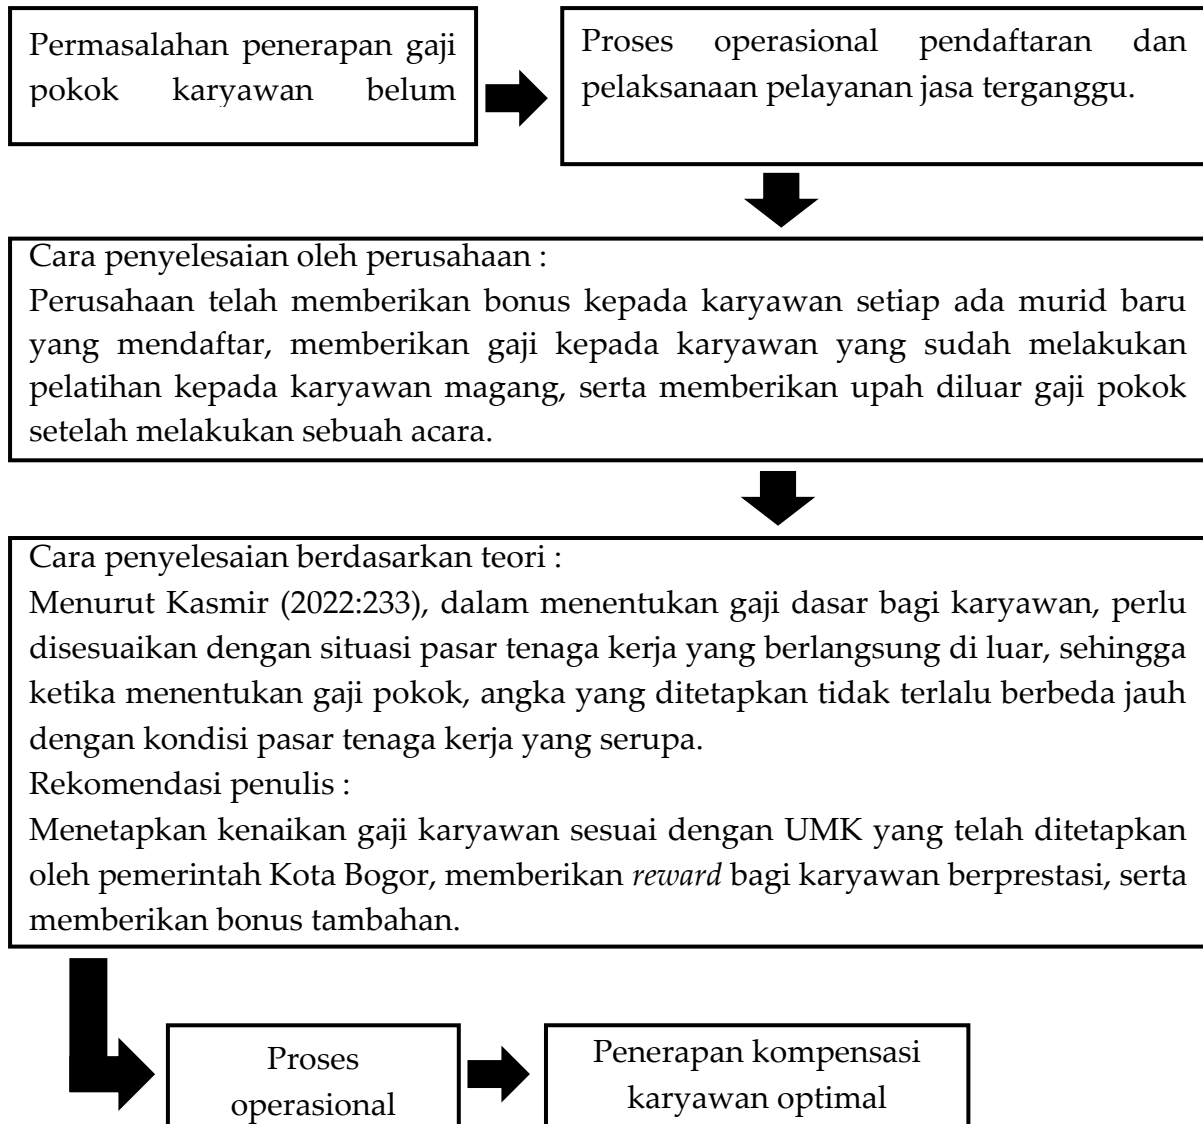 Permasalahan penerapan gaji
pokok karyawan belum
Proses operasional pendaftaran dan
pelaksanaan pelayanan jasa terganggu.
Cara penyelesaian oleh perusahaan :
Perusahaan telah memberikan bonus kepada karyawan setiap ada murid baru
yang mendaftar, memberikan gaji kepada karyawan yang sudah melakukan
pelatihan kepada karyawan magang, serta memberikan upah diluar gaji pokok
setelah melakukan sebuah acara.
Cara penyelesaian berdasarkan teori :
Menurut Kasmir (2022:233), dalam menentukan gaji dasar bagi karyawan, perlu
disesuaikan dengan situasi pasar tenaga kerja yang berlangsung di luar, sehingga
ketika menentukan gaji pokok, angka yang ditetapkan tidak terlalu berbeda jauh
dengan kondisi pasar tenaga kerja yang serupa.
Rekomendasi penulis :
Menetapkan kenaikan gaji karyawan sesuai dengan UMK yang telah ditetapkan
oleh pemerintah Kota Bogor, memberikan reward bagi karyawan berprestasi, serta
memberikan bonus tambahan.
Proses
operasional
Penerapan kompensasi
karyawan optimal